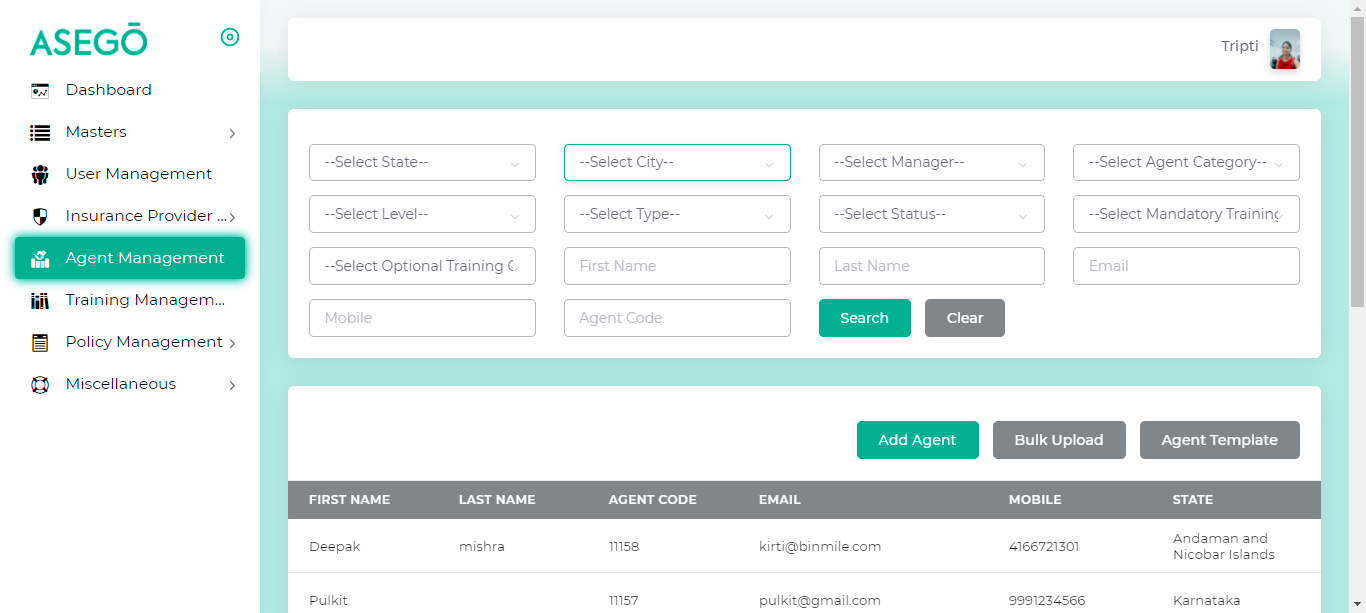 ASEGŌ
Tripti
Dashboard
Masters
User Management
Insurance Provider ...
Agent Management
Training Managem...
Policy Management
Miscellaneous
--Select State--
--Select City--
--Select Manager--
--Select Agent Category--
--Select Level--
--Select Type--
--Select Status--
--Select Mandatory Training
--Select Optional Training C
First Name
Last Name
Email
Mobile
Agent Code
Search
Clear
Add Agent
Bulk Upload
Agent Template
FIRST NAME LAST NAME AGENT CODE EMAIL MOBILE STATE
Deepak mishra 11158 kirti@binmile.com 4166721301 Andaman and
Nicobar Islands
Pulkit 11157 pulkit@gmail.com 9991234566 Karnataka